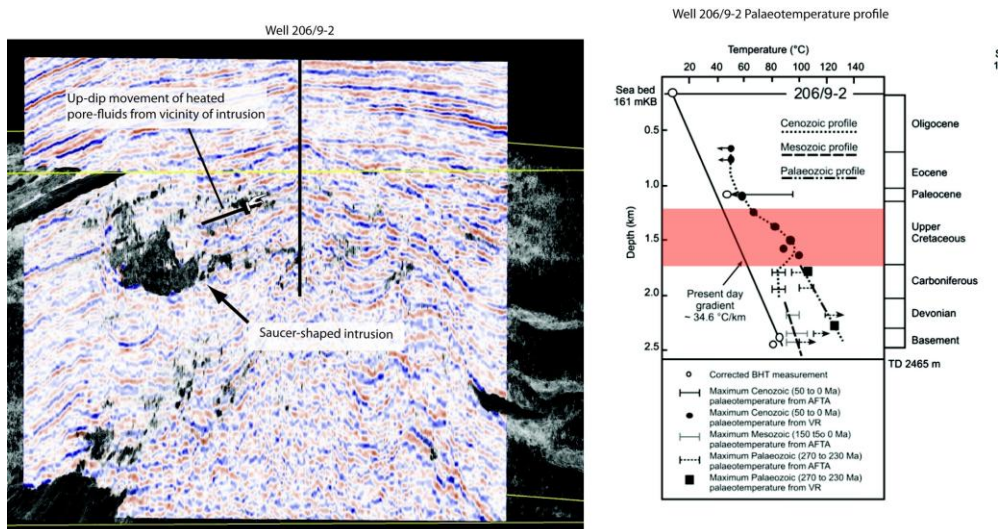 Well 206/9-2
Up-dip movement of heated
pore-fluids from vicinity of intrusion
Saucer-shaped intrusion
Well 206/9-2 Palaeotemperature profile
Temperature (°C)
0 20 40 60 80 100 120 140
Sea bed
161 mKB
206/9-2
Cenozoic profile
Mesozoic profile
Palaeozoic profile
0.5
1.0
1.5
2.0
2.5
Depth (km)
Present day
gradient
~ 34.6 °C/km
Oligocene
Eocene
Paleocene
Upper
Cretaceous
Carboniferous
Devonian
Basement
TD 2465 m
Corrected BHT measurement
Maximum Cenozoic (50 to 0 Ma)
palaeotemperature from AFTA
Maximum Cenozoic (50 to 0 Ma)
palaeotemperature from VR
Maximum Mesozoic (150 t5o 0 Ma)
palaeotemperature from AFTA
Maximum Palaeozoic (270 to 230 Ma)
palaeotemperature from AFTA
Maximum Palaeozoic (270 to 230 Ma)
palaeotemperature from VR
S
1